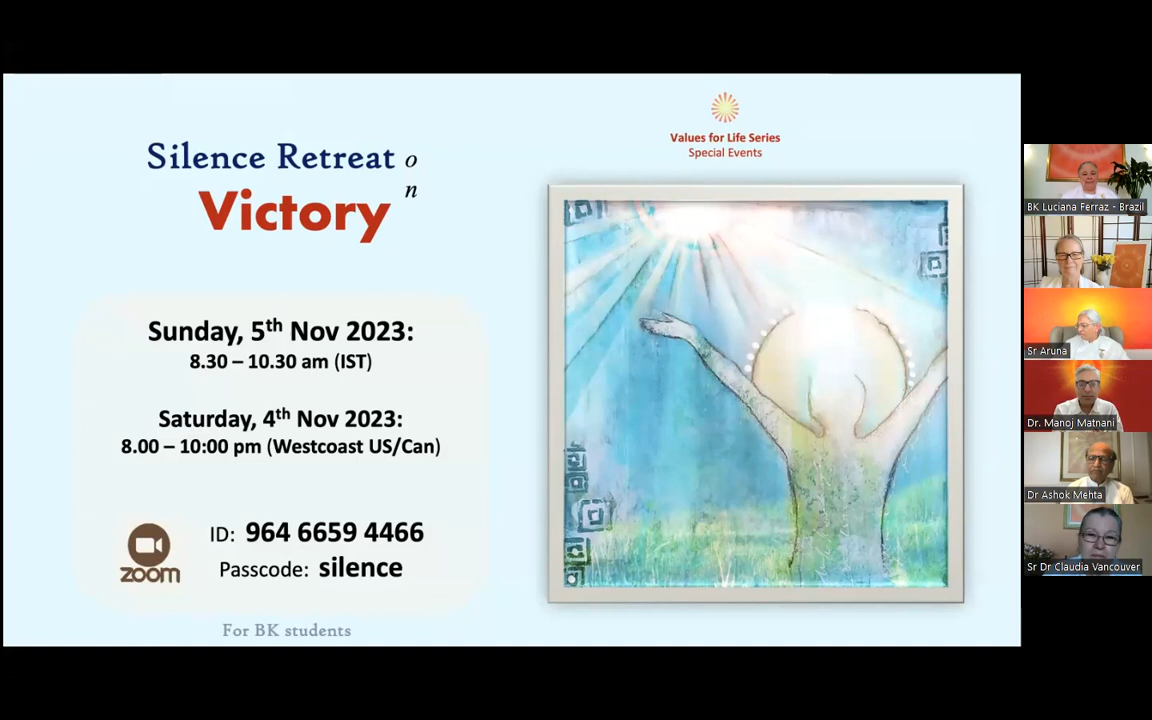 Values for Life Series
Special Events
Silence Retreat on
Victory
Sunday, 5th Nov 2023:
8.30 – 10.30 am (IST)
Saturday, 4th Nov 2023:
8.00 – 10:00 pm (Westcoast US/Can)
zoom
ID: 964 6659 4466
Passcode: silence
For BK students
BK Luciana Ferraz - Brazil
Sr Aruna
Dr. Manoj Matnani
Dr Ashok Mehta
Sr Dr Claudia Vancouver